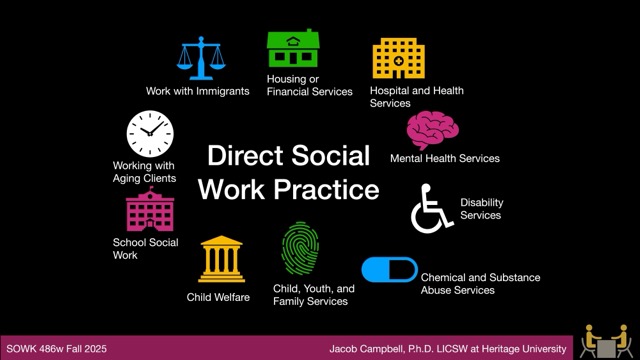 Direct Social
Work Practice
Work with Immigrants
Housing or
Financial Services
Hospital and Health
Services
Mental Health Services
Disability
Services
Chemical and Substance
Abuse Services
Child, Youth, and
Family Services
Child Welfare
School Social
Work
Working with
Aging Clients
SOWK 486w Fall 2025
Jacob Campbell, P.h.D. LICSW at Heritage University